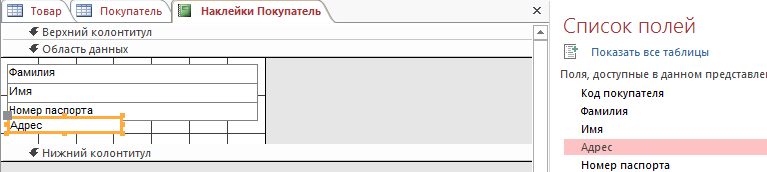 Товар Покупатель Наклейки Покупатель
Верхний колонтитул
Область данных
Фамилия
Имя
Номер паспорта
Адрес
Нижний колонтитул
Список полей
Показать все таблицы
Поля, доступные в данном представле
Код покупателя
Фамилия
Имя
Адрес
Номер паспорта